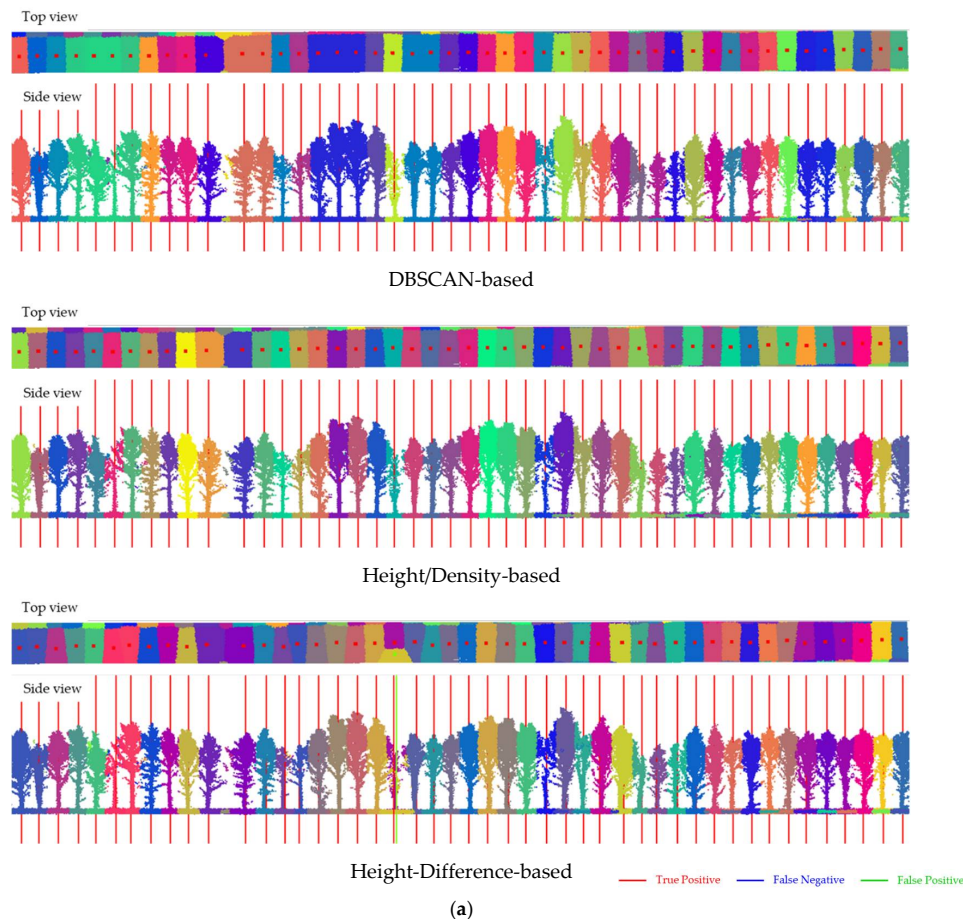 Top view
Side view
DBSCAN-based
Top view
Side view
Height/Density-based
Top view
Side view
Height-Difference-based
True Positive False Negative False Positive
(a)